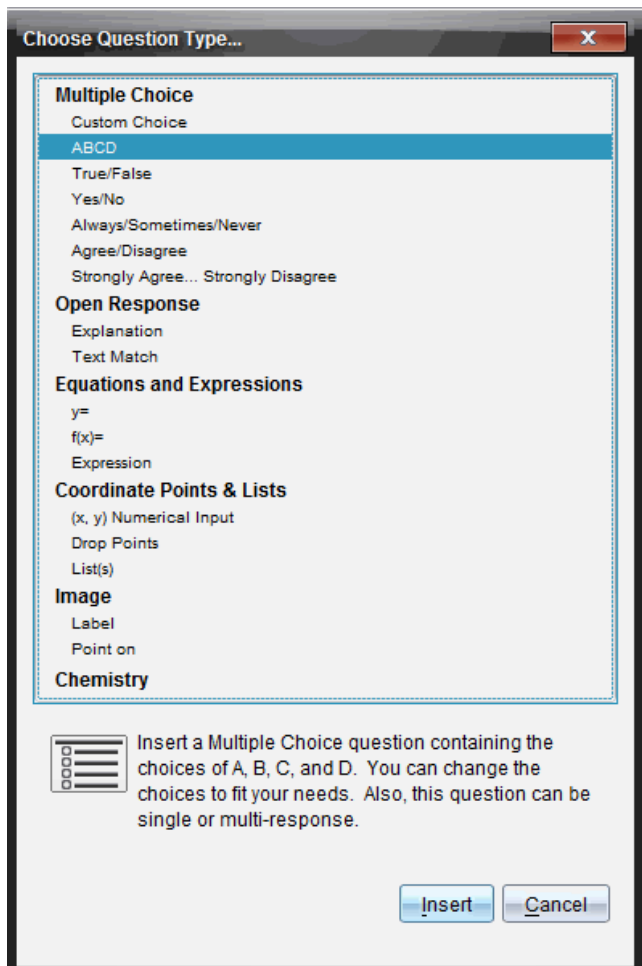 Choose Question Type...
Multiple Choice
Custom Choice
ABCD
True/False
Yes/No
Always/Sometimes/Never
Agree/Disagree
Strongly Agree... Strongly Disagree
Open Response
Explanation
Text Match
Equations and Expressions
y=
f(x)=
Expression
Coordinate Points & Lists
(x, y) Numerical Input
Drop Points
List(s)
Image
Label
Point on
Chemistry
Insert a Multiple Choice question containing the
choices of A, B, C, and D. You can change the
choices to fit your needs. Also, this question can be
single or multi-response.
Insert Cancel